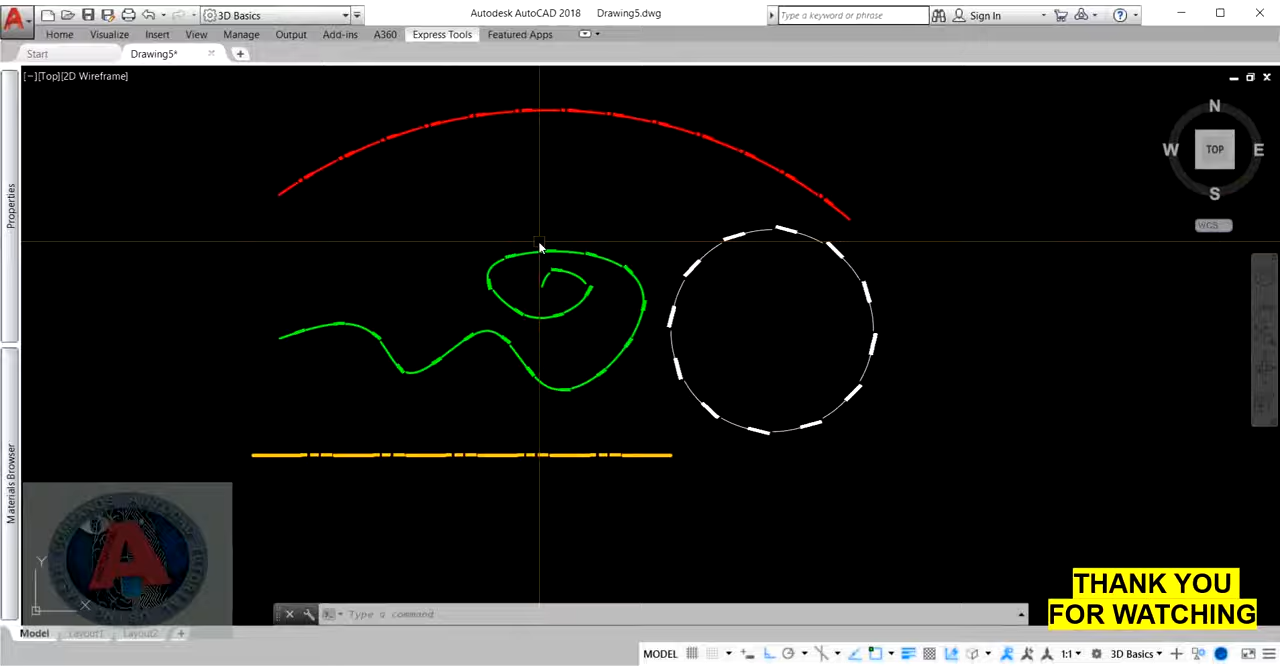 3D Basics
Autodesk AutoCAD 2018 Drawing5.dwg
Type a keyword or phrase
Sign In
Home Visualize Insert View Manage Output Add-ins A360 Express Tools Featured Apps
Start Drawing5*
[−][Top][2D Wireframe]
N
W TOP E
S
WCS
Properties
Materials Browser
Y
X
Type a command
THANK YOU
FOR WATCHING
Model Layout1 Layout2 +
MODEL 1:1 3D Basics